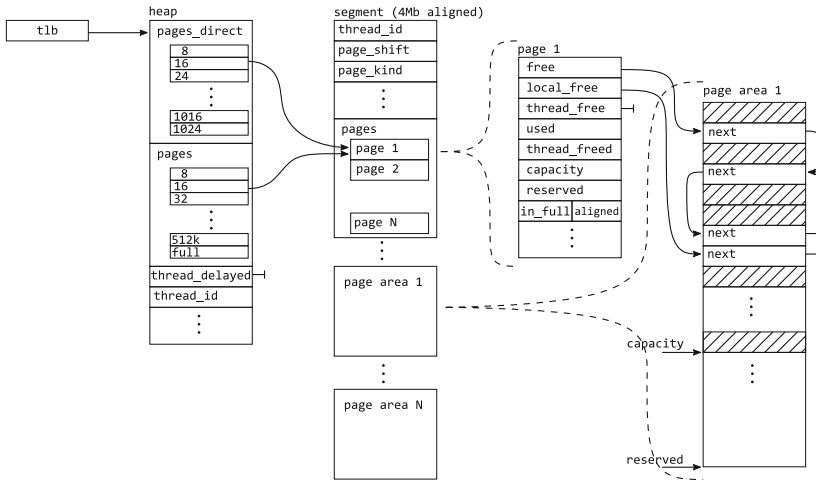 tlb
heap
pages_direct
8
16
24
1016
1024
pages
8
16
32
512k
full
thread_delayed
thread_id
segment (4Mb aligned)
thread_id
page_shift
page_kind
pages
page 1
page 2
page N
page area 1
page area N
page 1
free
local_free
thread_free
used
thread_freed
capacity
reserved
in_full aligned
page area 1
next
next
next
next
capacity
reserved